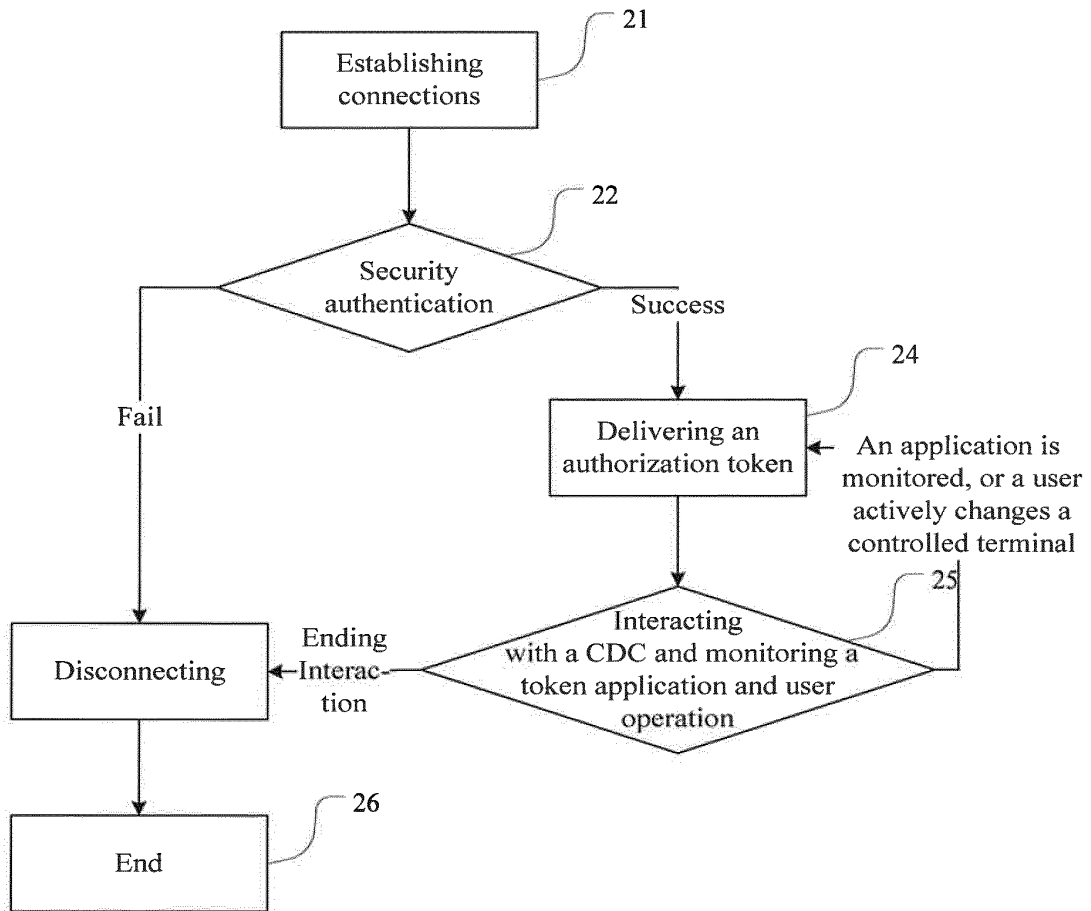 21
Establishing
connections
22
Security
authentication
Success
24
Fail
Delivering an
authorization token
An application is
monitored, or a user
actively changes a
controlled terminal
25
Interacting
with a CDC and monitoring a
token application and user
operation
Ending
Interac-
tion
Disconnecting
26
End